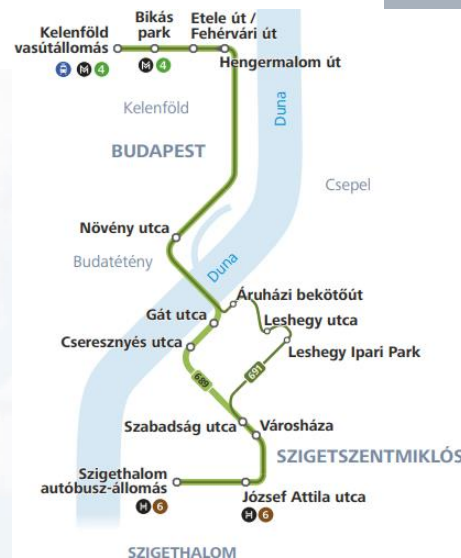 Kelenföld
vasútállomás
M 4
Bikás
park
M 4
Etele út /
Fehérvári út
Hengermalom út
Kelenföld
Duna
BUDAPEST
Csepel
Növény utca
Budatétény
Duna
Áruházi bekötőút
Gát utca
Leshegy utca
Cseresznyés utca
Leshegy Ipari Park
689
691
Szabadság utca
Városháza
SZIGETSZENTMIKLÓS
Szigethalom
autóbusz-állomás
H 6
József Attila utca
H 6
SZIGETHALOM